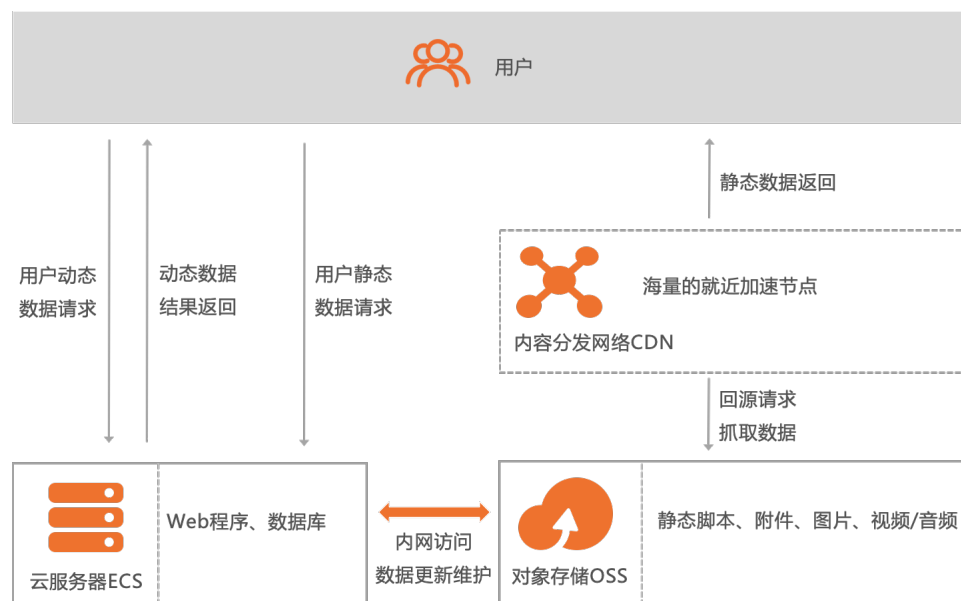 用户
静态数据返回
用户动态
数据请求
动态数据
结果返回
用户静态
数据请求
海量的就近加速节点
内容分发网络CDN
回源请求
抓取数据
Web程序、数据库
云服务器ECS
内网访问
数据更新维护
静态脚本、附件、图片、视频/音频
对象存储OSS